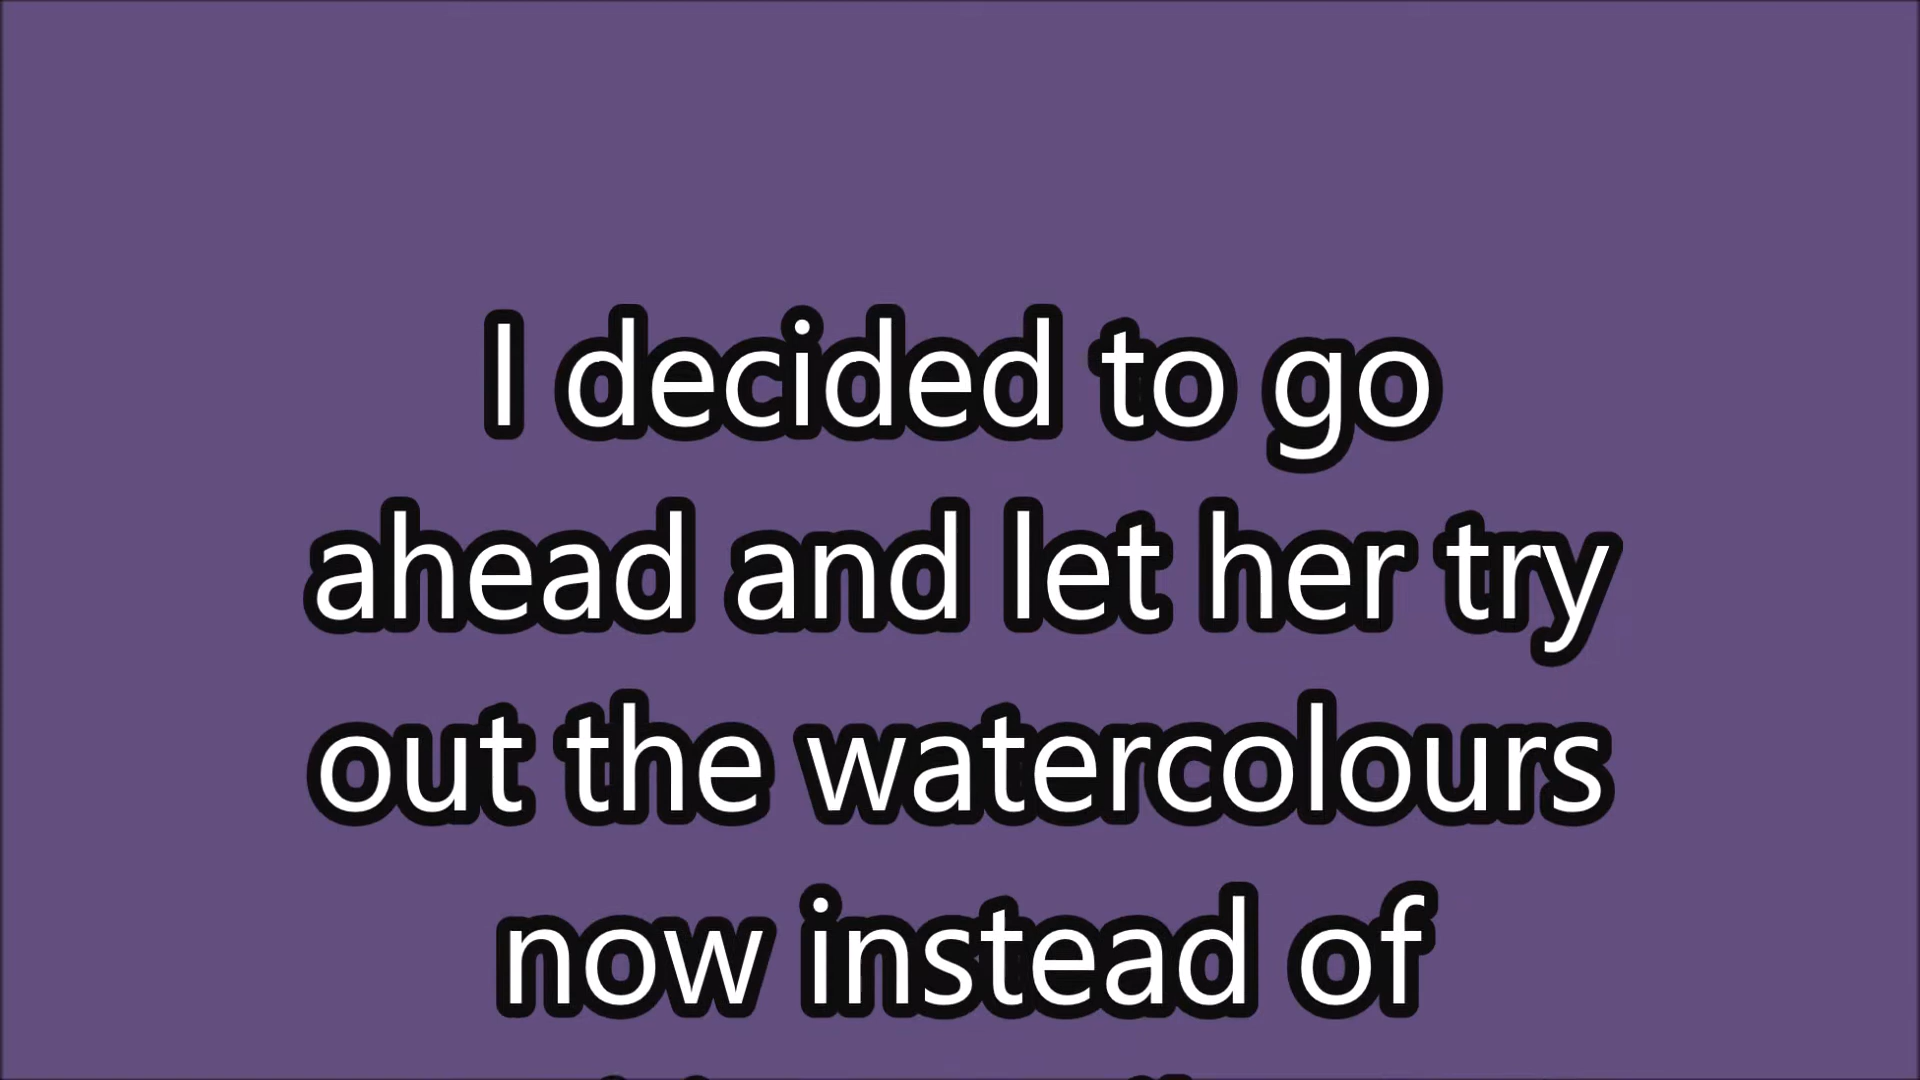 I decided to go
ahead and let her try
out the watercolours
now instead of